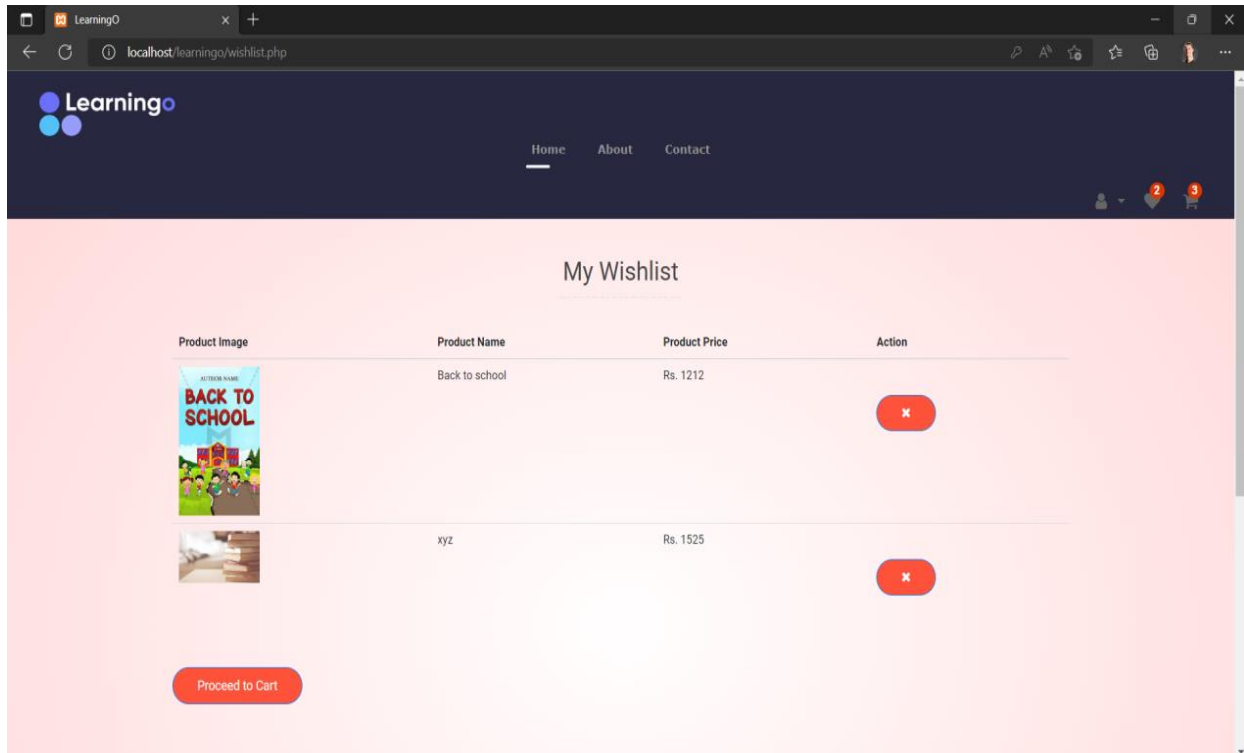 LearningO
localhost/learningo/wishlist.php
Learningo
Home About Contact
2 3
My Wishlist
Product Image Product Name Product Price Action
AUTHOR NAME
BACK TO
SCHOOL
Back to school Rs. 1212
xyz Rs. 1525
Proceed to Cart